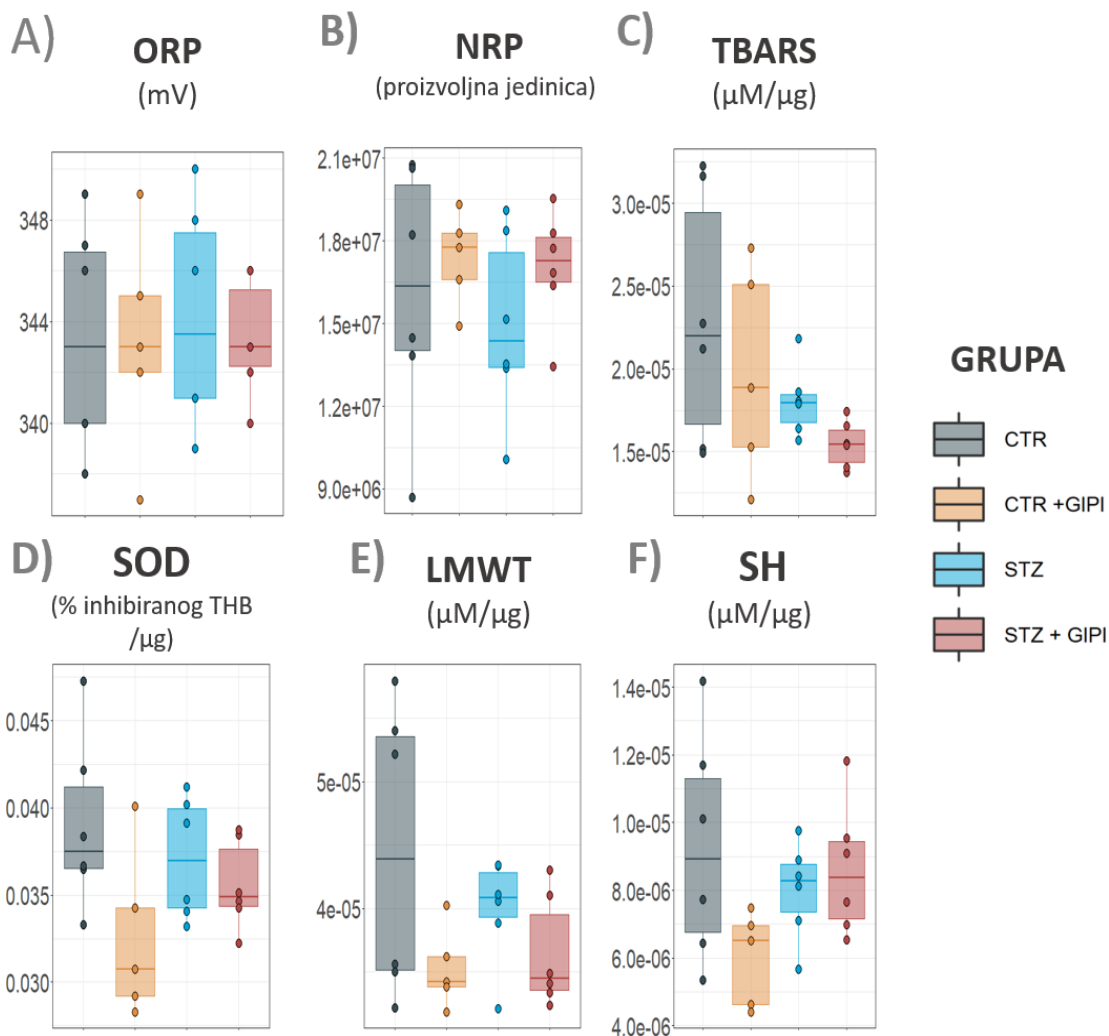 A)
ORP
(mV)
348
344
340
B)
NRP
(proizvoljna jedinica)
2.1e+07
1.8e+07
1.5e+07
1.2e+07
9.0e+06
C)
TBARS
(µM/µg)
3.0e-05
2.5e-05
2.0e-05
1.5e-05
D)
SOD
(% inhibiranog THB
/µg)
0.045
0.040
0.035
0.030
E)
LMWT
(µM/µg)
5e-05
4e-05
F)
SH
(µM/µg)
1.4e-05
1.2e-05
1.0e-05
8.0e-06
6.0e-06
4.0e-06
GRUPA
CTR
CTR +GIPI
STZ
STZ + GIPI